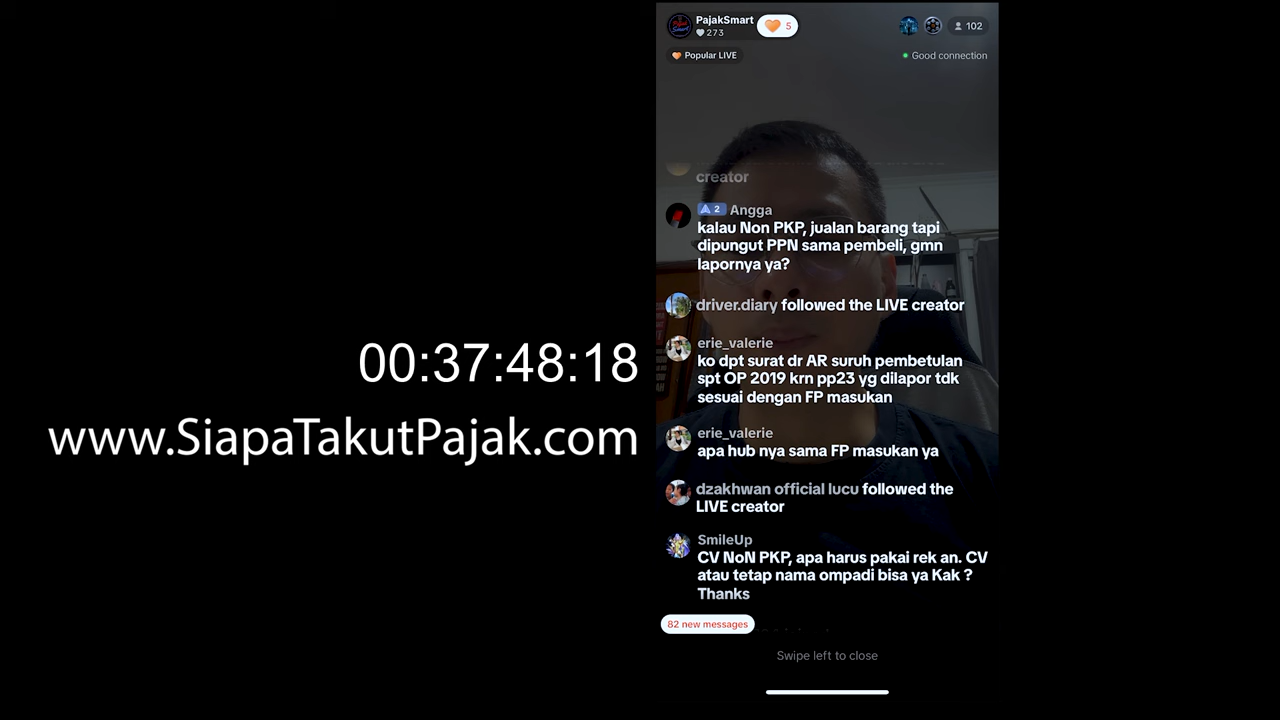 PajakSmart
273
5
102
Popular LIVE
Good connection
creator
2 Angga
kalau Non PKP, jualan barang tapi
dipungut PPN sama pembeli, gmn
lapornya ya?
driver.diary followed the LIVE creator
erie_valerie
ko dpt surat dr AR suruh pembetulan
spt OP 2019 krn pp23 yg dilapor tdk
sesuai dengan FP masukan
erie_valerie
apa hub nya sama FP masukan ya
dzakhwan official lucu followed the
LIVE creator
SmileUp
CV NoN PKP, apa harus pakai rek an. CV
atau tetap nama ompadi bisa ya Kak ?
Thanks
82 new messages
Swipe left to close
00:37:48:18
www.SiapaTakutPajak.com